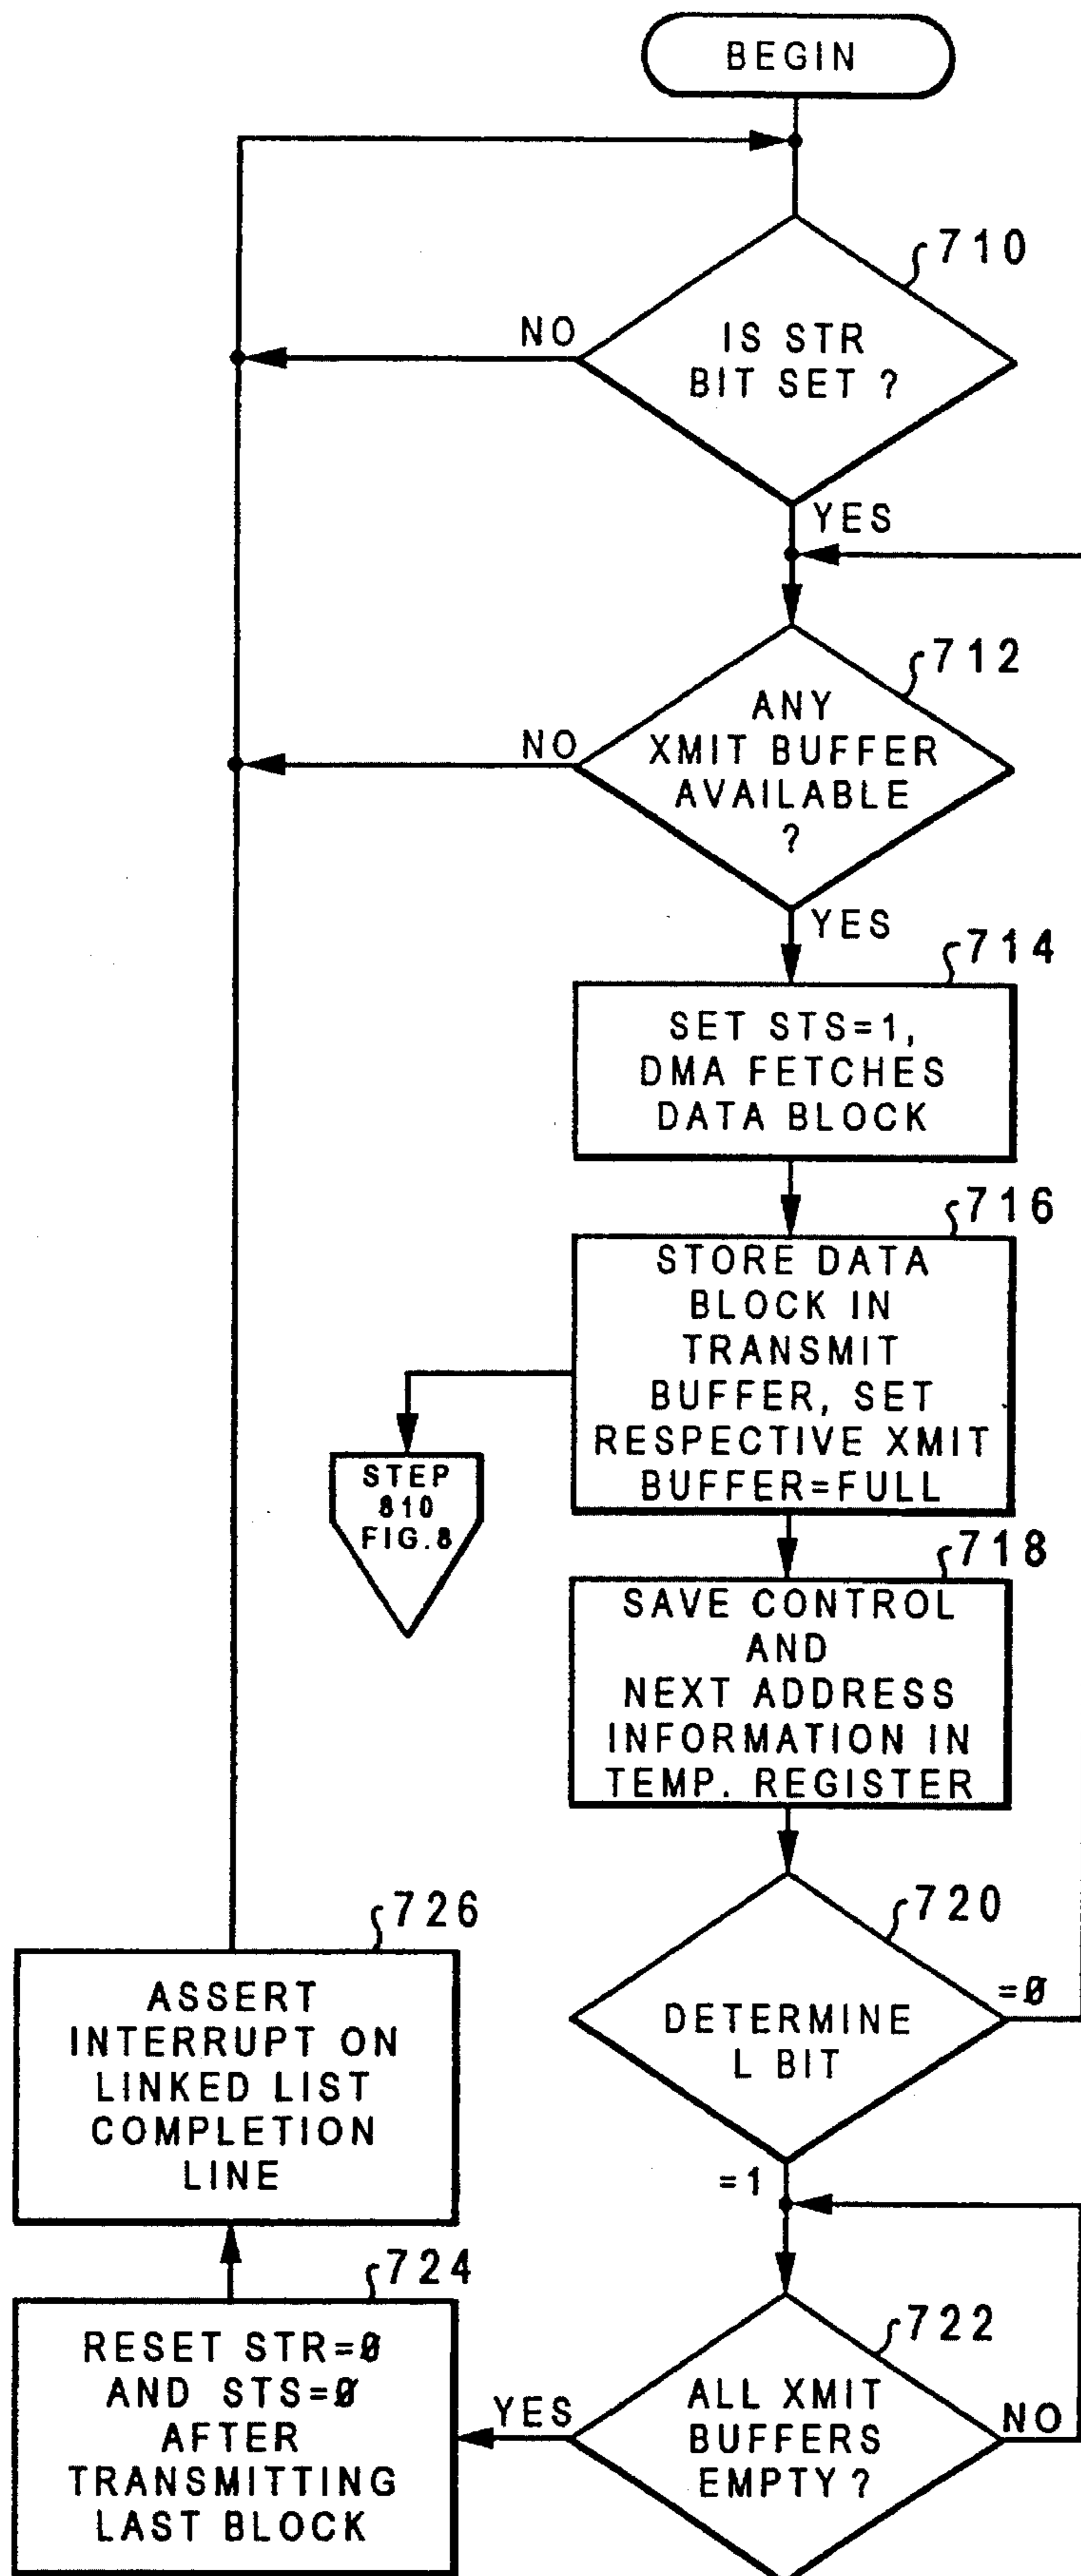 BEGIN
710
IS STR
BIT SET ?
NO
YES
712
ANY
XMIT BUFFER
AVAILABLE
?
NO
YES
714
SET STS=1,
DMA FETCHES
DATA BLOCK
716
STORE DATA
BLOCK IN
TRANSMIT
BUFFER, SET
RESPECTIVE XMIT
BUFFER=FULL
STEP
810
FIG.8
718
SAVE CONTROL
AND
NEXT ADDRESS
INFORMATION IN
TEMP. REGISTER
720
DETERMINE
L BIT
=0
=1
726
ASSERT
INTERRUPT ON
LINKED LIST
COMPLETION
LINE
724
RESET STR=0
AND STS=0
AFTER
TRANSMITTING
LAST BLOCK
722
ALL XMIT
BUFFERS
EMPTY?
YES
NO